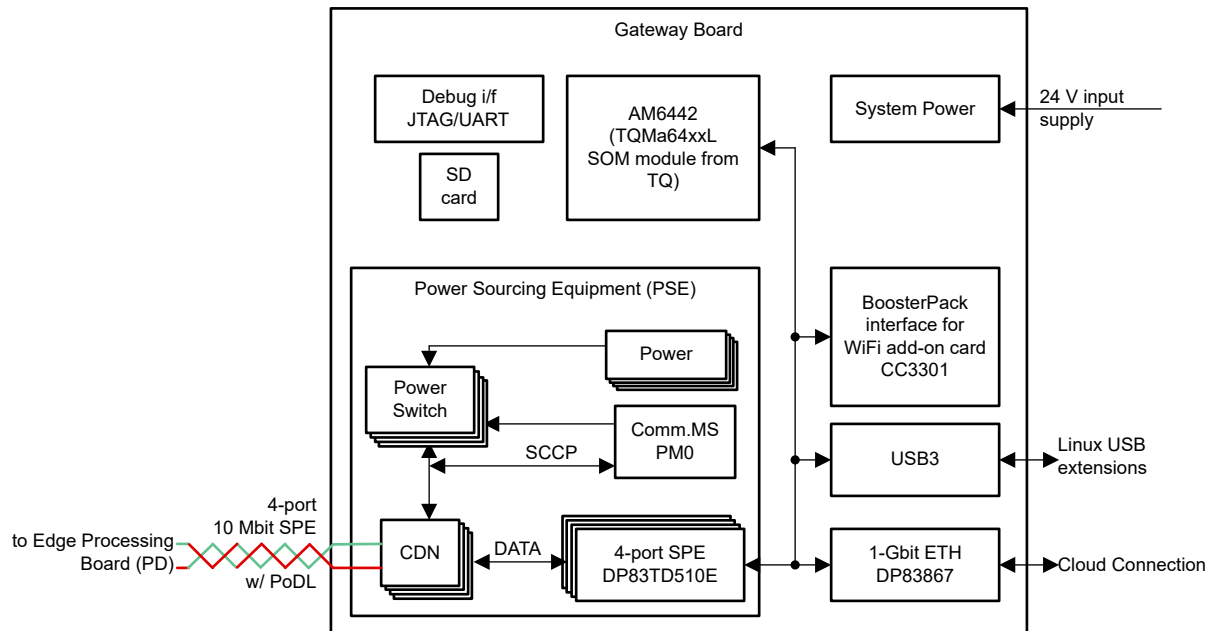 Gateway Board
Debug i/f
JTAG/UART
SD
card
AM6442
(TQMa64xxL
SOM module from
TQ)
System Power
24 V input
supply
Power Sourcing Equipment (PSE)
Power
Power
Switch
Comm.MS
PM0
SCCP
BoosterPack
interface for
WiFi add-on card
CC3301
USB3
Linux USB
extensions
4-port
10 Mbit SPE
to Edge Processing
Board (PD)
w/ PoDL
CDN
DATA
4-port SPE
DP83TD510E
1-Gbit ETH
DP83867
Cloud Connection